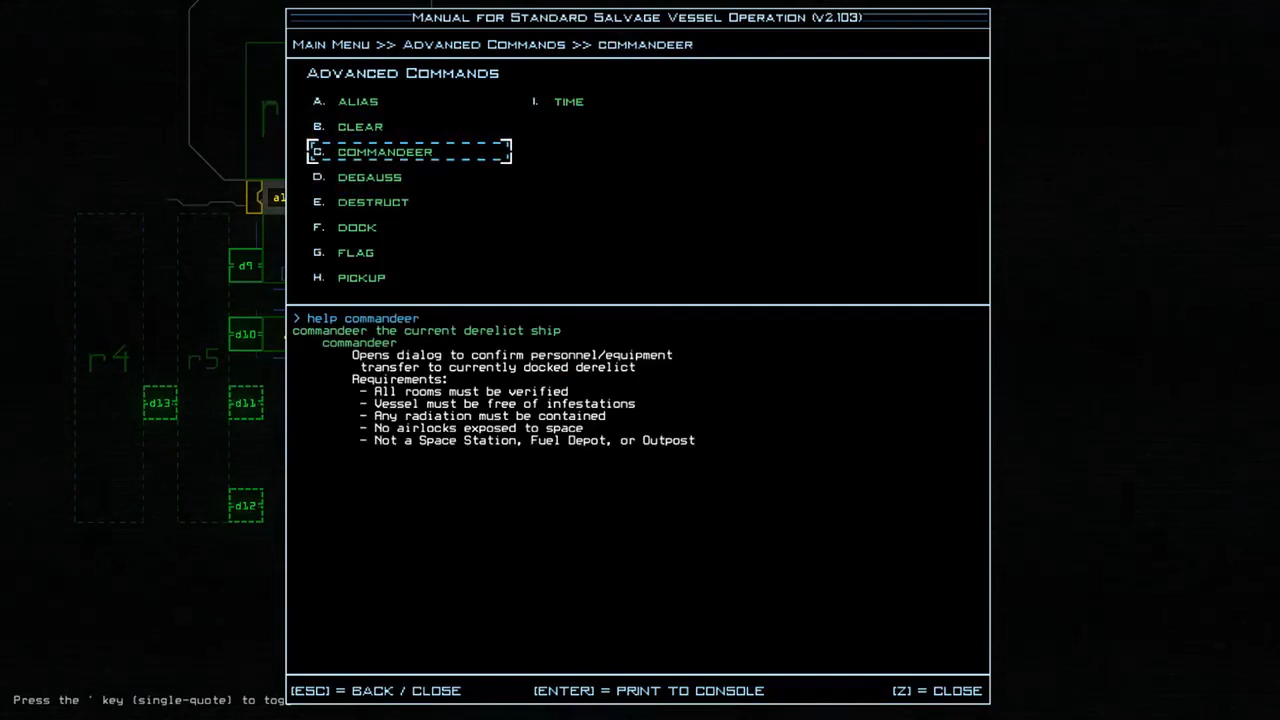 Manual for Standard Salvage Vessel Operation (v2.103)
Main Menu >> Advanced Commands >> commandeer
Advanced Commands
A. ALIAS
B. CLEAR
C. COMMANDEER
D. DEGAUSS
E. DESTRUCT
F. DOCK
G. FLAG
H. PICKUP
I. TIME
> help commandeer
commandeer the current derelict ship
commandeer
Opens dialog to confirm personnel/equipment
transfer to currently docked derelict
Requirements:
- All rooms must be verified
- Vessel must be free of infestations
- Any radiation must be contained
- No airlocks exposed to space
- Not a Space Station, Fuel Depot, or Outpost
(ESC) = BACK / CLOSE
(ENTER) = PRINT TO CONSOLE
(Z) = CLOSE
r
a1
d9
d10
r4
r5
d13
d11
d12
Press the ' key (single-quote) to tog